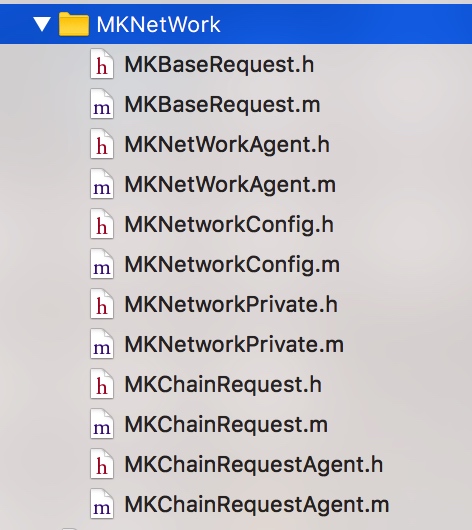 MKNetWork
h MKBaseRequest.h
m MKBaseRequest.m
h MKNetWorkAgent.h
m MKNetWorkAgent.m
h MKNetworkConfig.h
m MKNetworkConfig.m
h MKNetworkPrivate.h
m MKNetworkPrivate.m
h MKChainRequest.h
m MKChainRequest.m
h MKChainRequestAgent.h
m MKChainRequestAgent.m